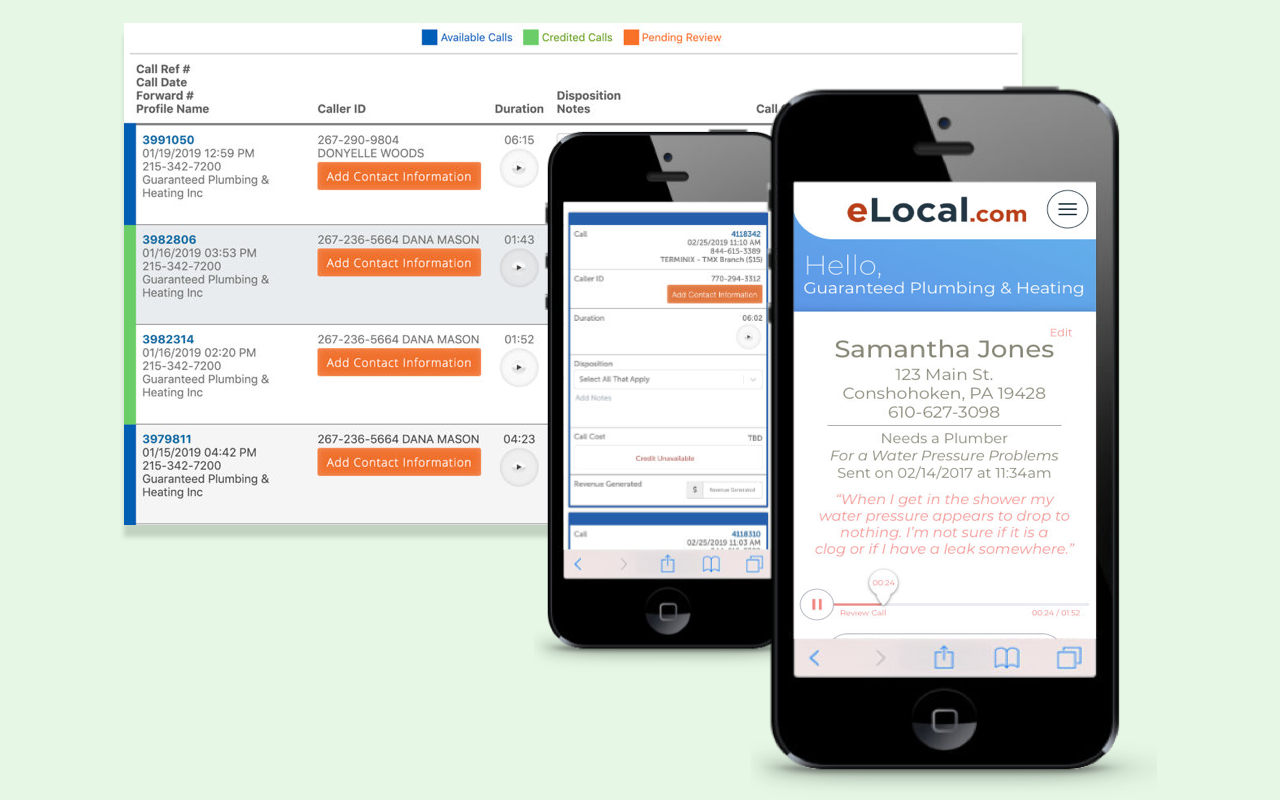 Available Calls Credited Calls Pending Review
Call Ref #
Call Date
Forward #
Profile Name
Caller ID
Duration
Disposition
Notes
Call
3991050
01/19/2019 12:59 PM
215-342-7200
Guaranteed Plumbing &
Heating Inc
267-290-9804
DONYELLE WOODS
Add Contact Information
06:15
3982806
01/16/2019 03:53 PM
215-342-7200
Guaranteed Plumbing &
Heating Inc
267-236-5664 DANA MASON
Add Contact Information
01:43
3982314
01/16/2019 02:20 PM
215-342-7200
Guaranteed Plumbing &
Heating Inc
267-236-5664 DANA MASON
Add Contact Information
01:52
3979811
01/15/2019 04:42 PM
215-342-7200
Guaranteed Plumbing &
Heating Inc
267-236-5664 DANA MASON
Add Contact Information
04:23
Call 4118342
02/25/2019 11:10 AM
844-615-3389
TERMINIX - TMX Branch ($15)
Caller ID 770-294-3312
Add Contact Information
Duration 06:02
Disposition
Select All That Apply
Add Notes
Call Cost TBD
Credit Unavailable
Revenue Generated $ Revenue Generated
Call 4118310
02/25/2019 11:03 AM
eLocal.com
Hello,
Guaranteed Plumbing & Heating
Edit
Samantha Jones
123 Main St.
Conshohoken, PA 19428
610-627-3098
Needs a Plumber
For a Water Pressure Problems
Sent on 02/14/2017 at 11:34am
“When I get in the shower my
water pressure appears to drop to
nothing. I’m not sure if it is a
clog or if I have a leak somewhere.”
00:24
Review Call 00:24 / 01:52